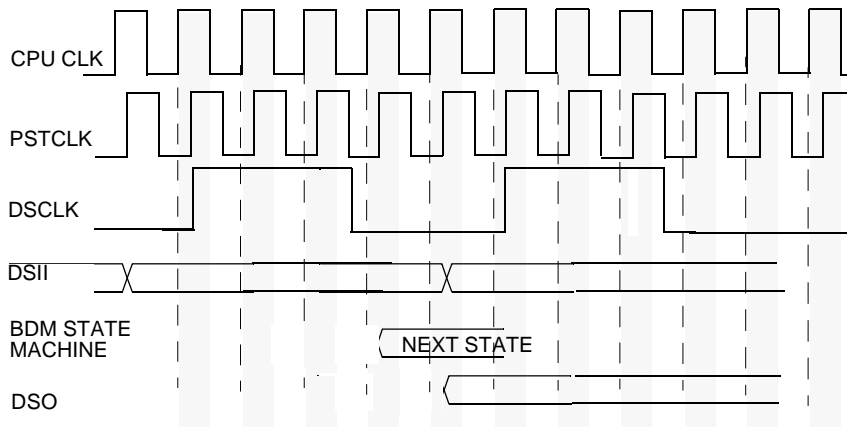 CPU CLK
PSTCLK
DSCLK
DSII
BDM STATE
MACHINE
NEXT STATE
DSO